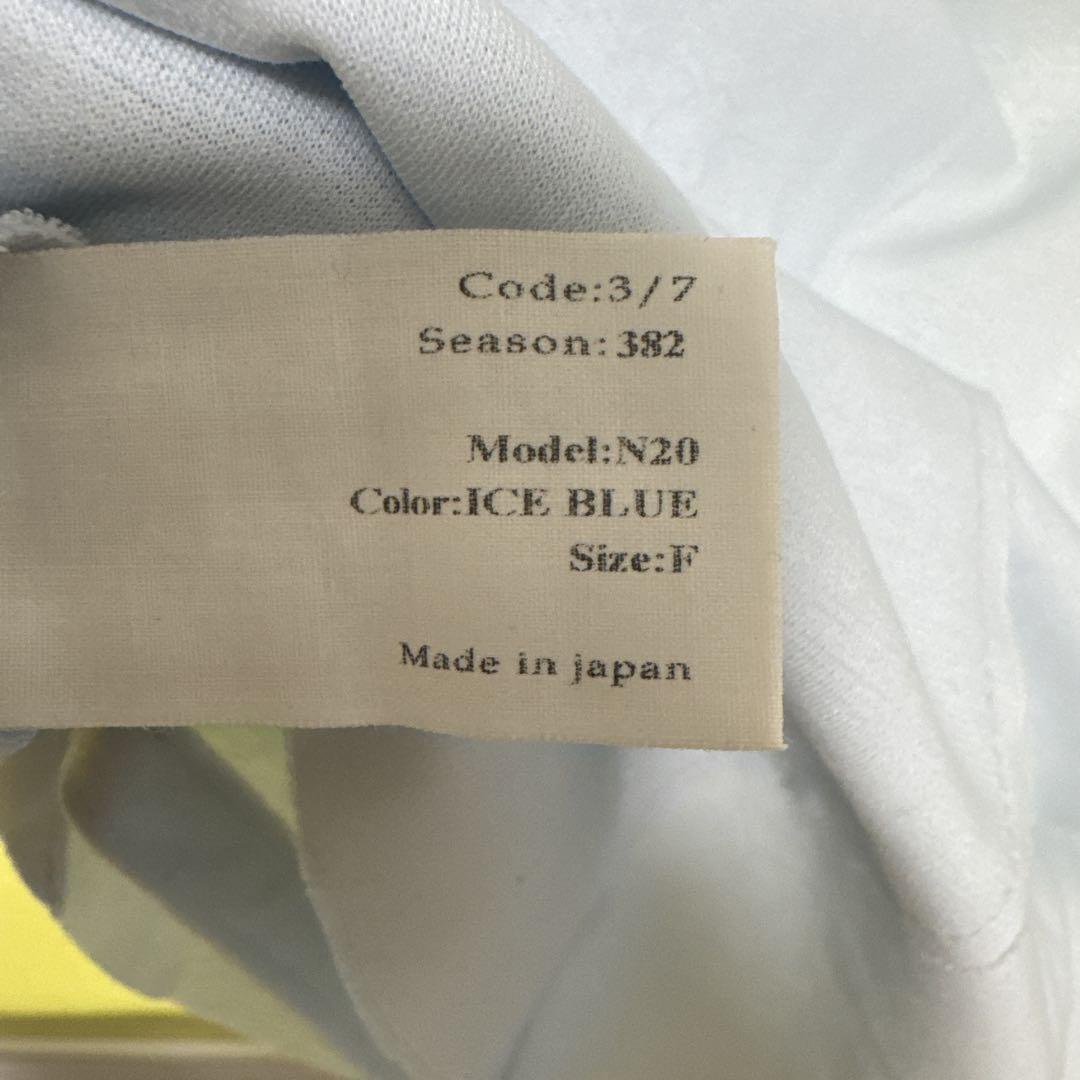 Code:3/7
Season:382
Model:N20
Color:ICE BLUE
Size:F
Made in japan